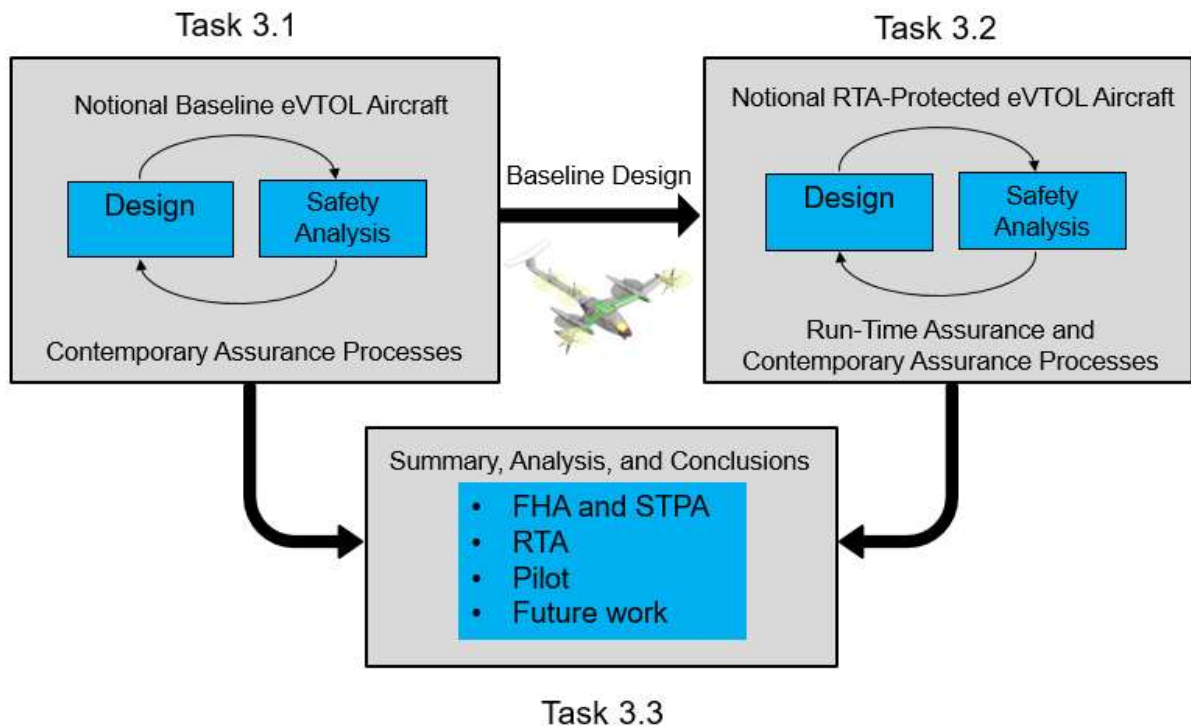 Task 3.1
Notional Baseline eVTOL Aircraft
Design
Safety
Analysis
Contemporary Assurance Processes
Baseline Design
Task 3.2
Notional RTA-Protected eVTOL Aircraft
Design
Safety
Analysis
Run-Time Assurance and
Contemporary Assurance Processes
Summary, Analysis, and Conclusions
• FHA and STPA
• RTA
• Pilot
• Future work
Task 3.3